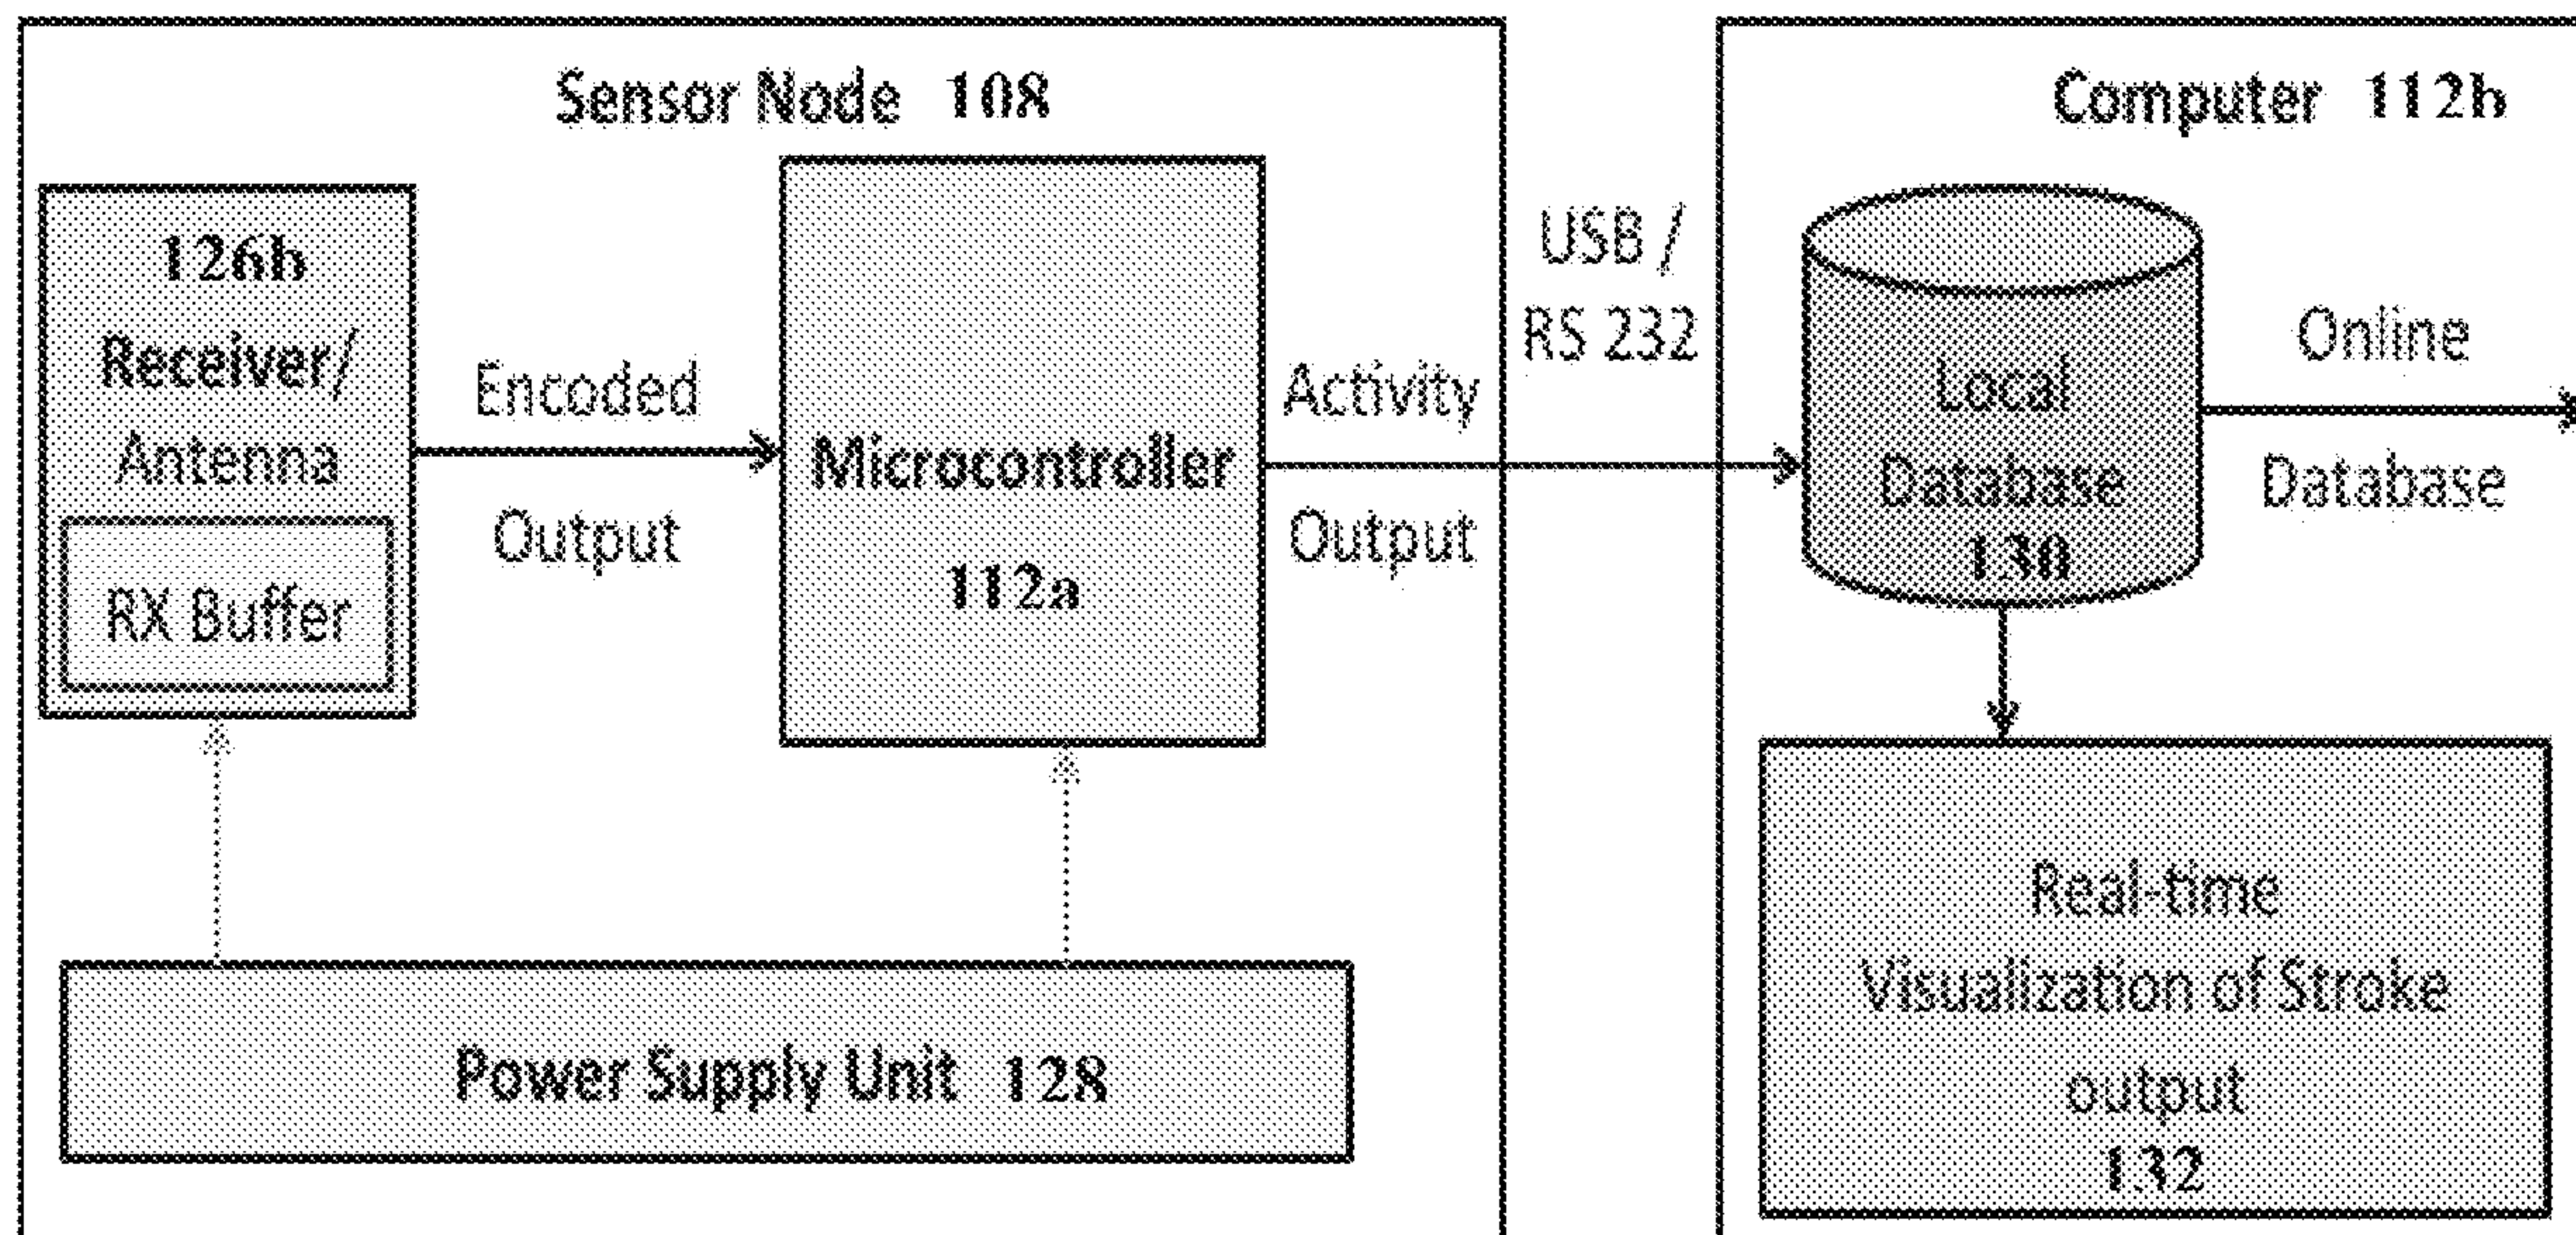 Sensor Node 108
126b
Receiver/
Antenna
RX Buffer
Encoded
Output
Microcontroller
112a
Activity
Output
Power Supply Unit 128
USB /
RS 232
Computer 112b
Local
Database
130
Online
Database
Real-time
Visualization of Stroke
output
132